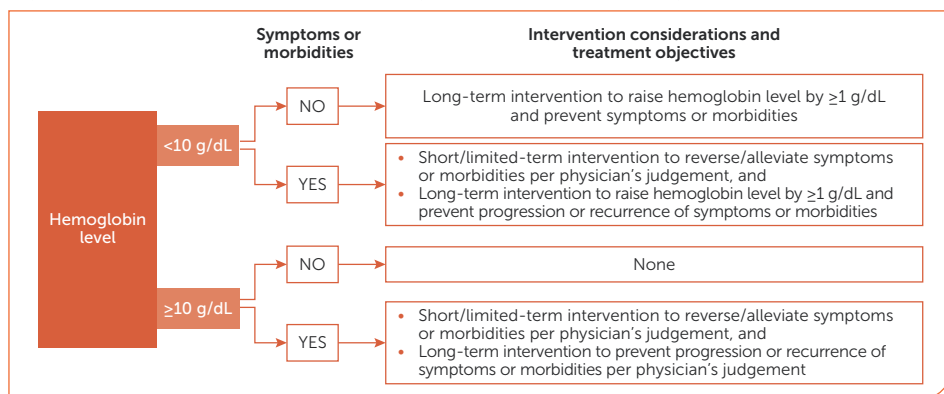 Symptoms or
morbidities
Intervention considerations and
treatment objectives
Hemoglobin
level
<10 g/dL
NO
Long-term intervention to raise hemoglobin level by ≥1 g/dL
and prevent symptoms or morbidities
YES
• Short/limited-term intervention to reverse/alleviate symptoms
or morbidities per physician's judgement, and
• Long-term intervention to raise hemoglobin level by ≥1 g/dL and
prevent progression or recurrence of symptoms or morbidities
≥10 g/dL
NO
None
YES
• Short/limited-term intervention to reverse/alleviate symptoms
or morbidities per physician's judgement, and
• Long-term intervention to prevent progression or recurrence of
symptoms or morbidities per physician's judgement